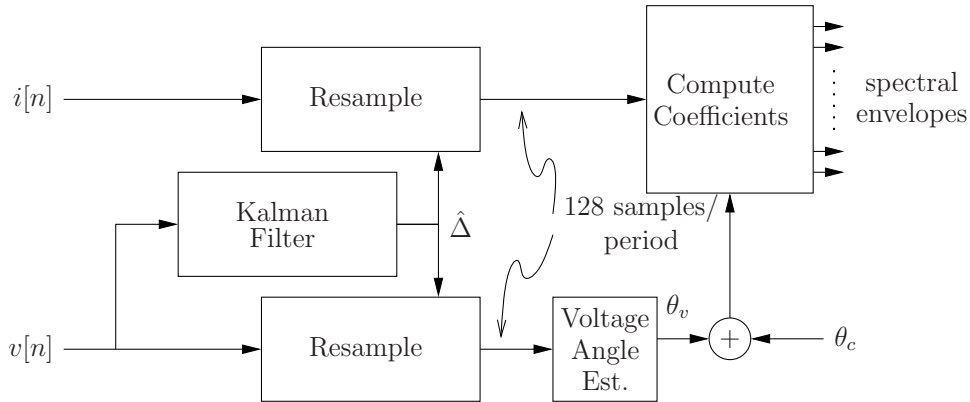 i[n]
Resample
Compute
Coefficients
spectral
envelopes
Kalman
Filter
Δ̂
128 samples/
period
v[n]
Resample
Voltage
Angle
Est.
θ_v
+
θ_c